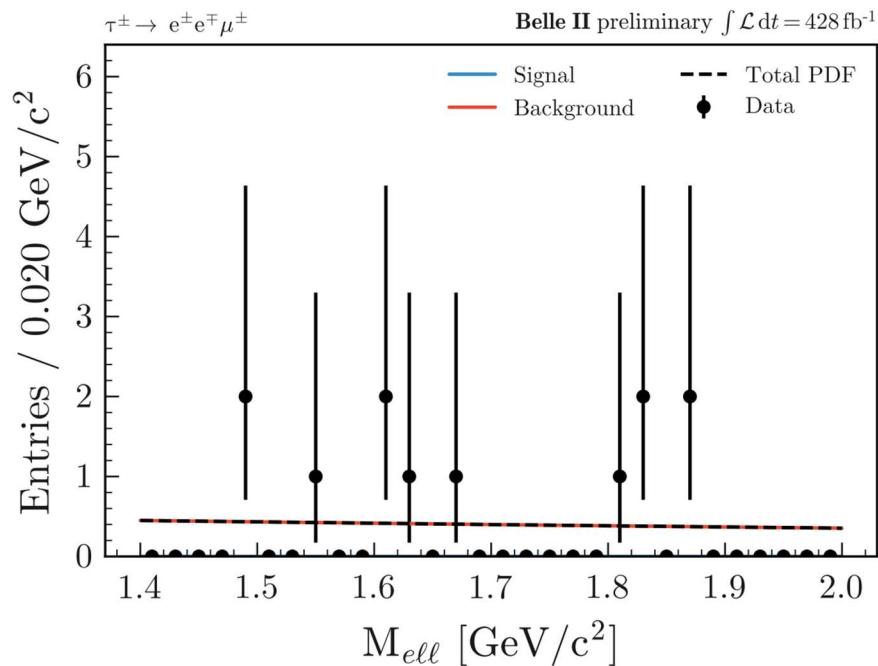 τ± → e±e∓μ±
Belle II preliminary ∫ℒ dt = 428 fb⁻¹
Signal
Background
Total PDF
Data
Entries / 0.020 GeV/c²
6
5
4
3
2
1
0
1.4 1.5 1.6 1.7 1.8 1.9 2.0
M_eℓℓ [GeV/c²]